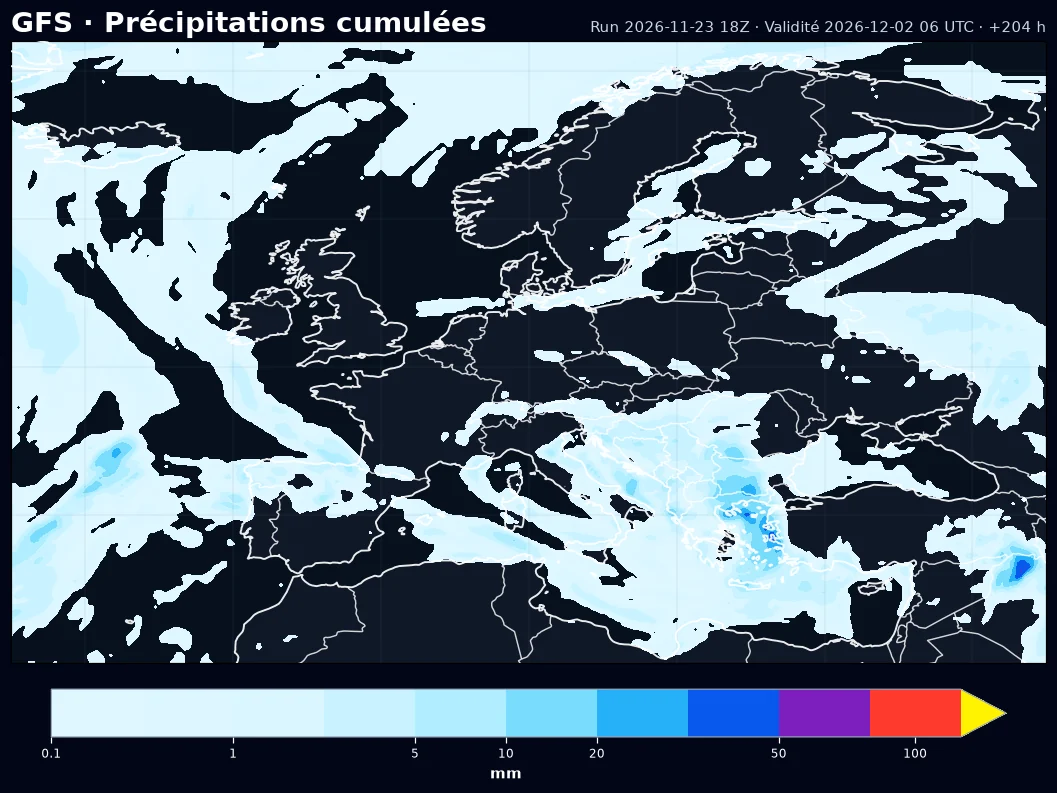 GFS · Précipitations cumulées
Run 2026-11-23 18Z · Validité 2026-12-02 06 UTC · +204 h
0.1 1 5 10 20 50 100
mm